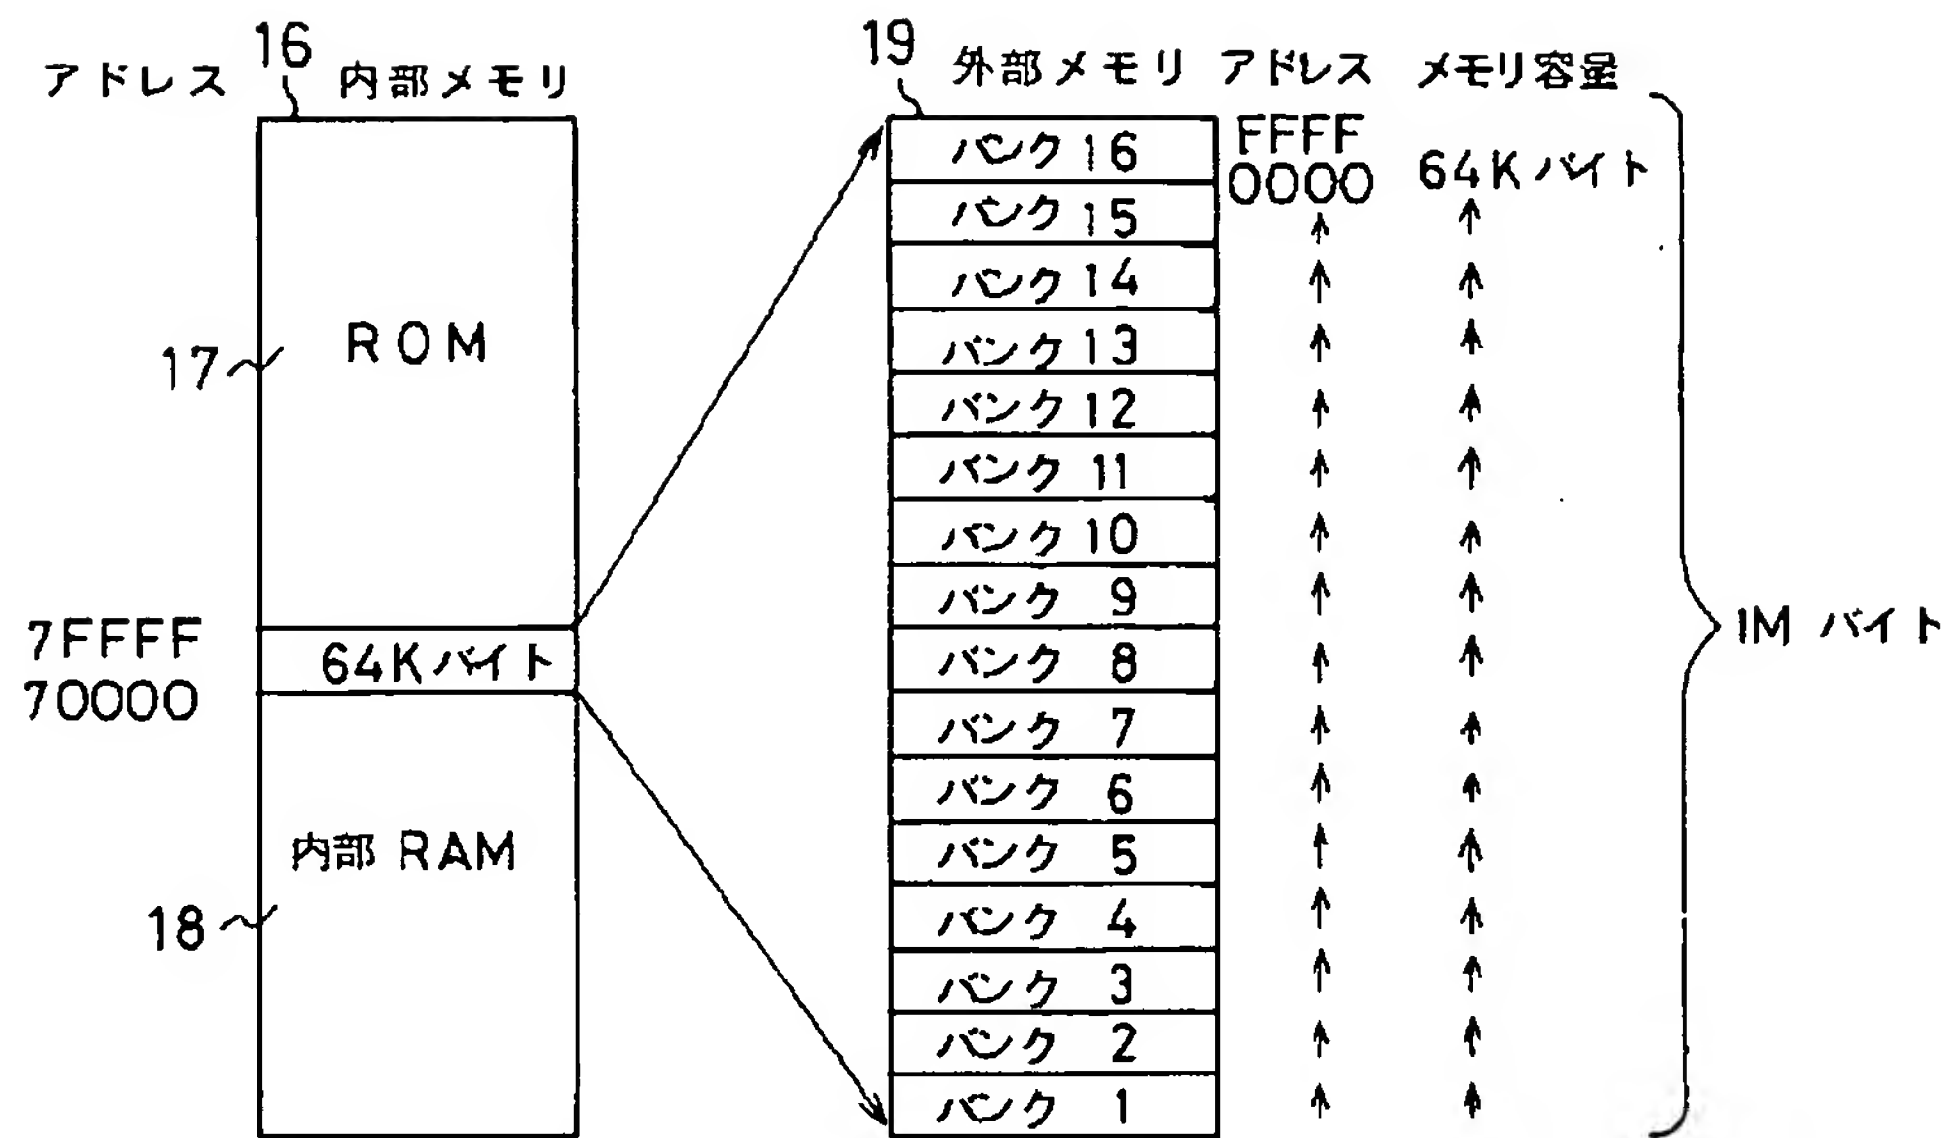 アドレス 16 内部メモリ
17 ROM
7FFFF
70000
64Kバイト
内部 RAM
18
19 外部メモリ アドレス メモリ容量
バンク 16 FFFF
0000 64Kバイト
バンク 15 ↑ ↑
バンク 14 ↑ ↑
バンク 13 ↑ ↑
バンク 12 ↑ ↑
バンク 11 ↑ ↑
バンク 10 ↑ ↑
バンク 9 ↑ ↑
バンク 8 ↑ ↑
バンク 7 ↑ ↑
バンク 6 ↑ ↑
バンク 5 ↑ ↑
バンク 4 ↑ ↑
バンク 3 ↑ ↑
バンク 2 ↑ ↑
バンク 1 ↑ ↑
1M バイト